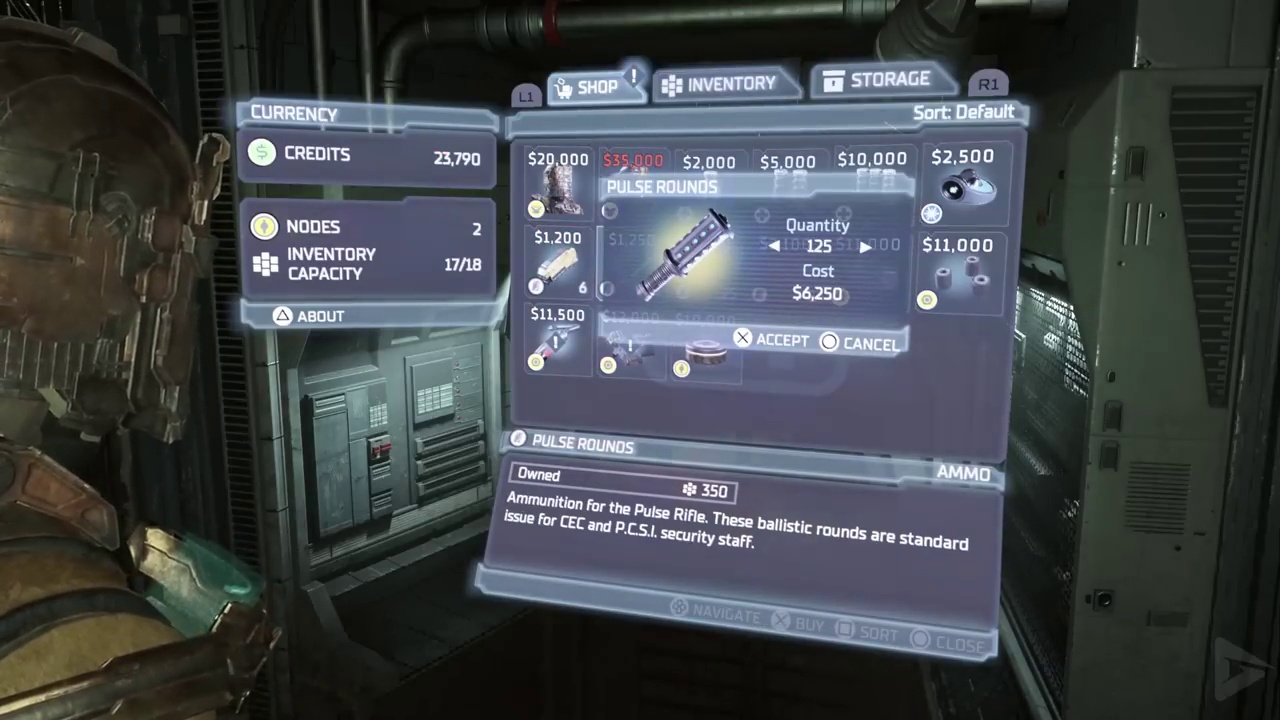 L1
SHOP
!
INVENTORY
STORAGE
R1
CURRENCY
CREDITS 23,790
NODES 2
INVENTORY
CAPACITY 17/18
ABOUT
Sort: Default
$20,000 $35,000 $2,000 $5,000 $10,000 $2,500
PULSE ROUNDS
Quantity
125
Cost
$6,250
ACCEPT CANCEL
$1,200
6
$11,000
$11,500
PULSE ROUNDS
AMMO
Owned 350
Ammunition for the Pulse Rifle. These ballistic rounds are standard
issue for CEC and P.C.S.I. security staff.
NAVIGATE BUY SORT CLOSE